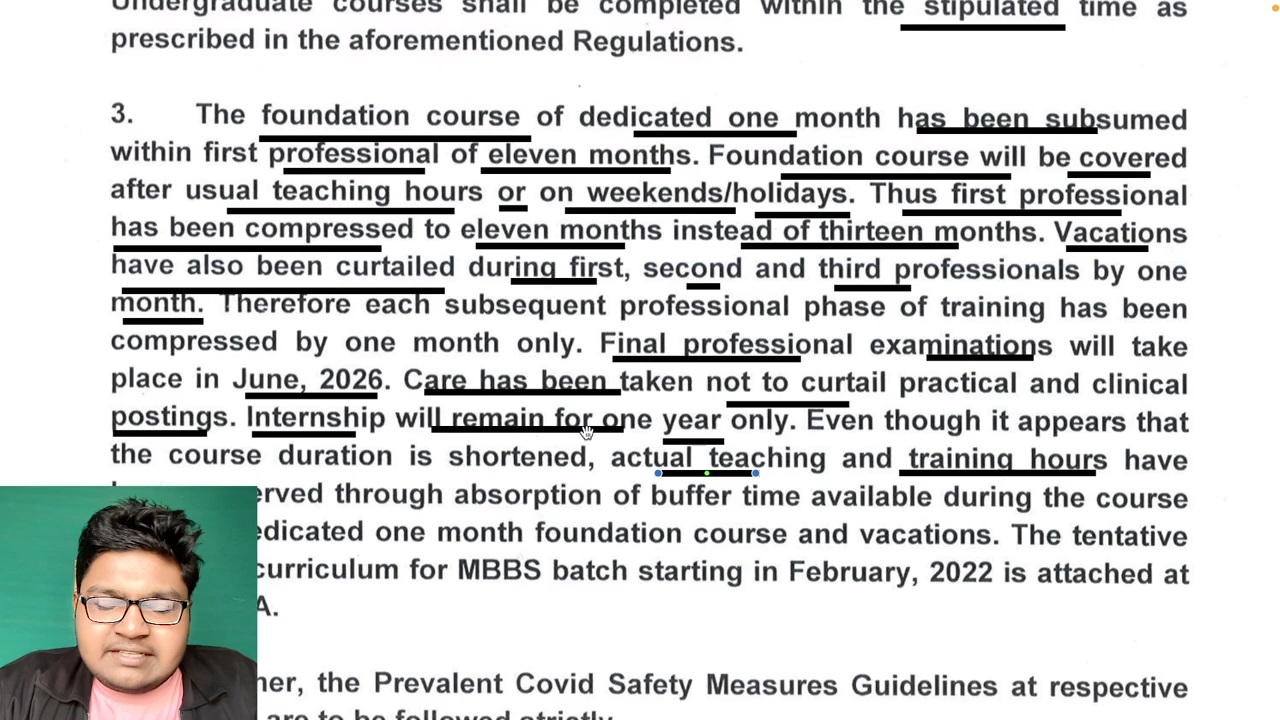 Undergraduate courses shall be completed within the stipulated time as
prescribed in the aforementioned Regulations.
3. The foundation course of dedicated one month has been subsumed
within first professional of eleven months. Foundation course will be covered
after usual teaching hours or on weekends/holidays. Thus first professional
has been compressed to eleven months instead of thirteen months. Vacations
have also been curtailed during first, second and third professionals by one
month. Therefore each subsequent professional phase of training has been
compressed by one month only. Final professional examinations will take
place in June, 2026. Care has been taken not to curtail practical and clinical
postings. Internship will remain for one year only. Even though it appears that
the course duration is shortened, actual teaching and training hours have
erved through absorption of buffer time available during the course
edicated one month foundation course and vacations. The tentative
curriculum for MBBS batch starting in February, 2022 is attached at
A.
her, the Prevalent Covid Safety Measures Guidelines at respective
are to be followed strictly.